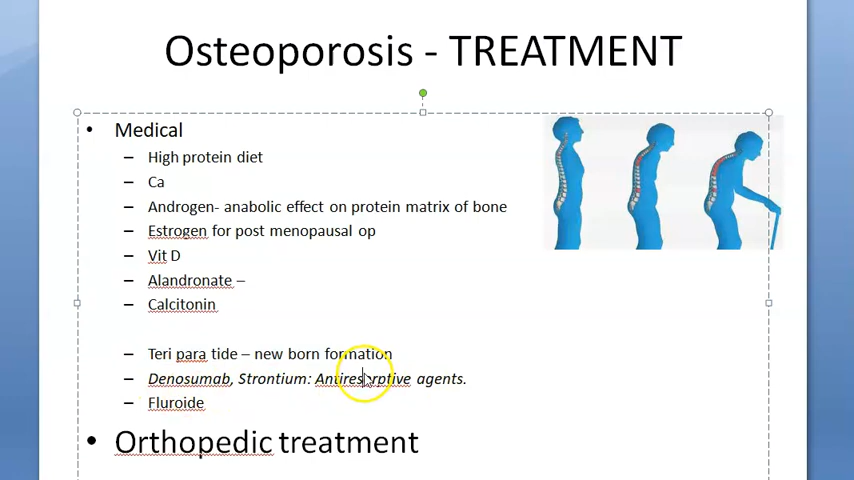 Osteoporosis - TREATMENT
• Medical
– High protein diet
– Ca
– Androgen- anabolic effect on protein matrix of bone
– Estrogen for post menopausal op
– Vit D
– Alandronate –
– Calcitonin
– Teri para tide – new born formation
– Denosumab, Strontium: Antiresorptive agents.
– Fluroide
• Orthopedic treatment